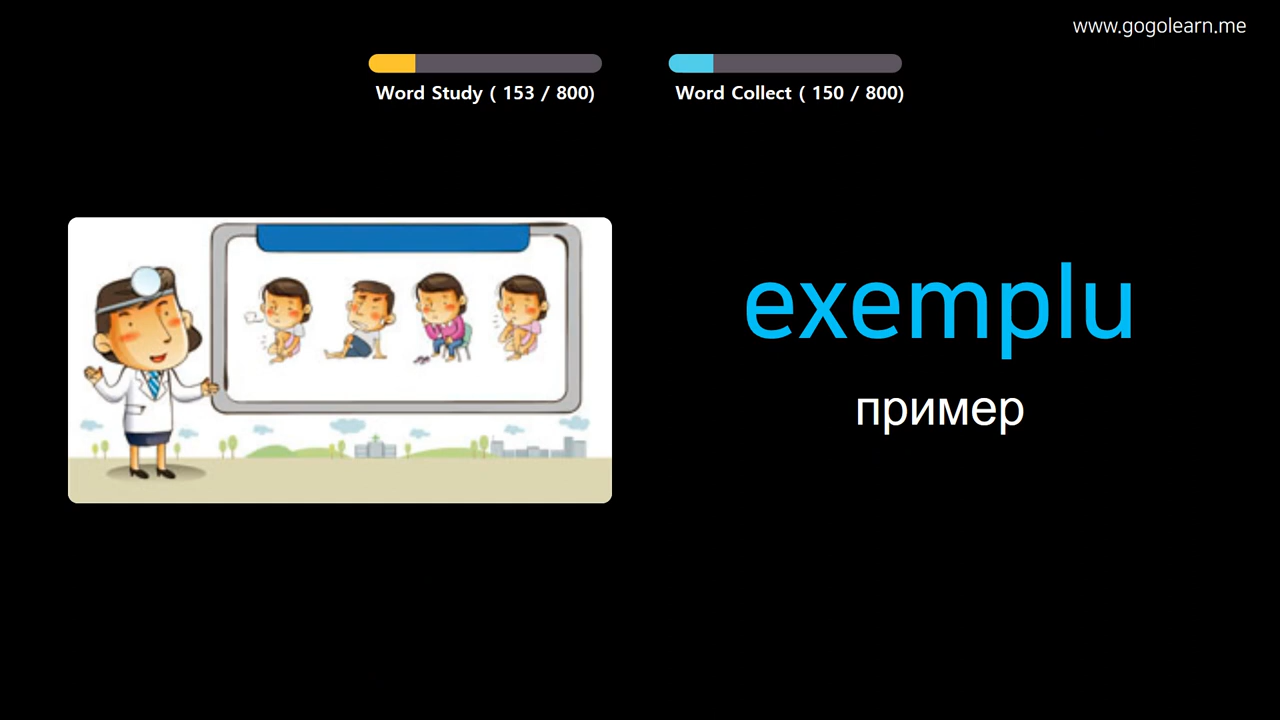 www.gogolearn.me
Word Study ( 153 / 800)
Word Collect ( 150 / 800)
exemplu
пример